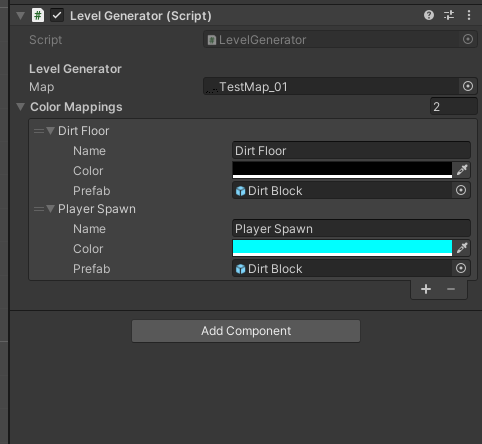 Level Generator (Script)
Script LevelGenerator
Level Generator
Map TestMap_01
Color Mappings 2
Dirt Floor
Name Dirt Floor
Color
Prefab Dirt Block
Player Spawn
Name Player Spawn
Color
Prefab Dirt Block
+ −
Add Component